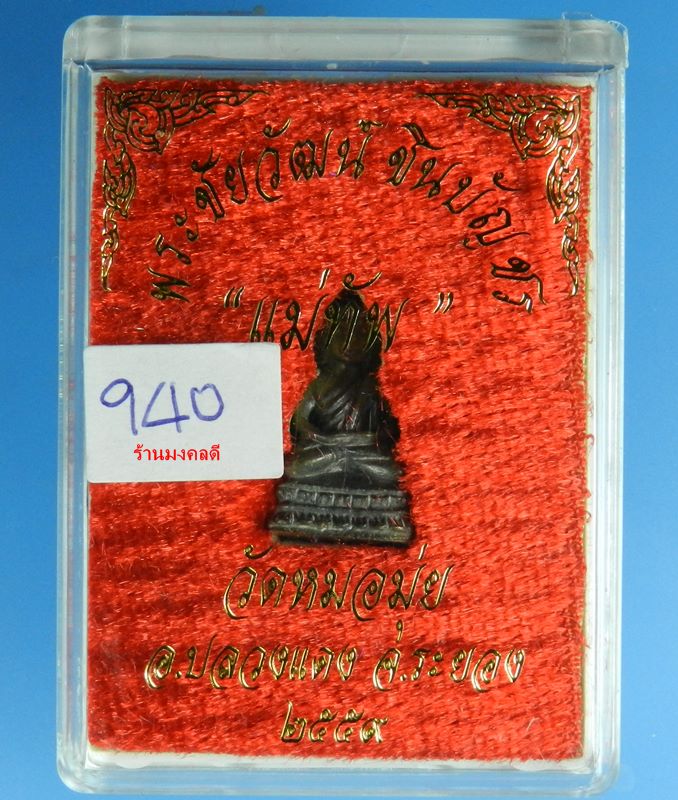 พระชัยวัฒน์ ชินบัญชร
"แม่ทัพ"
940
ร้านมงคลดี
วัดหมอมุ่ย
อ.ปลวงแดง จ.ระยอง
๒๕๕๙